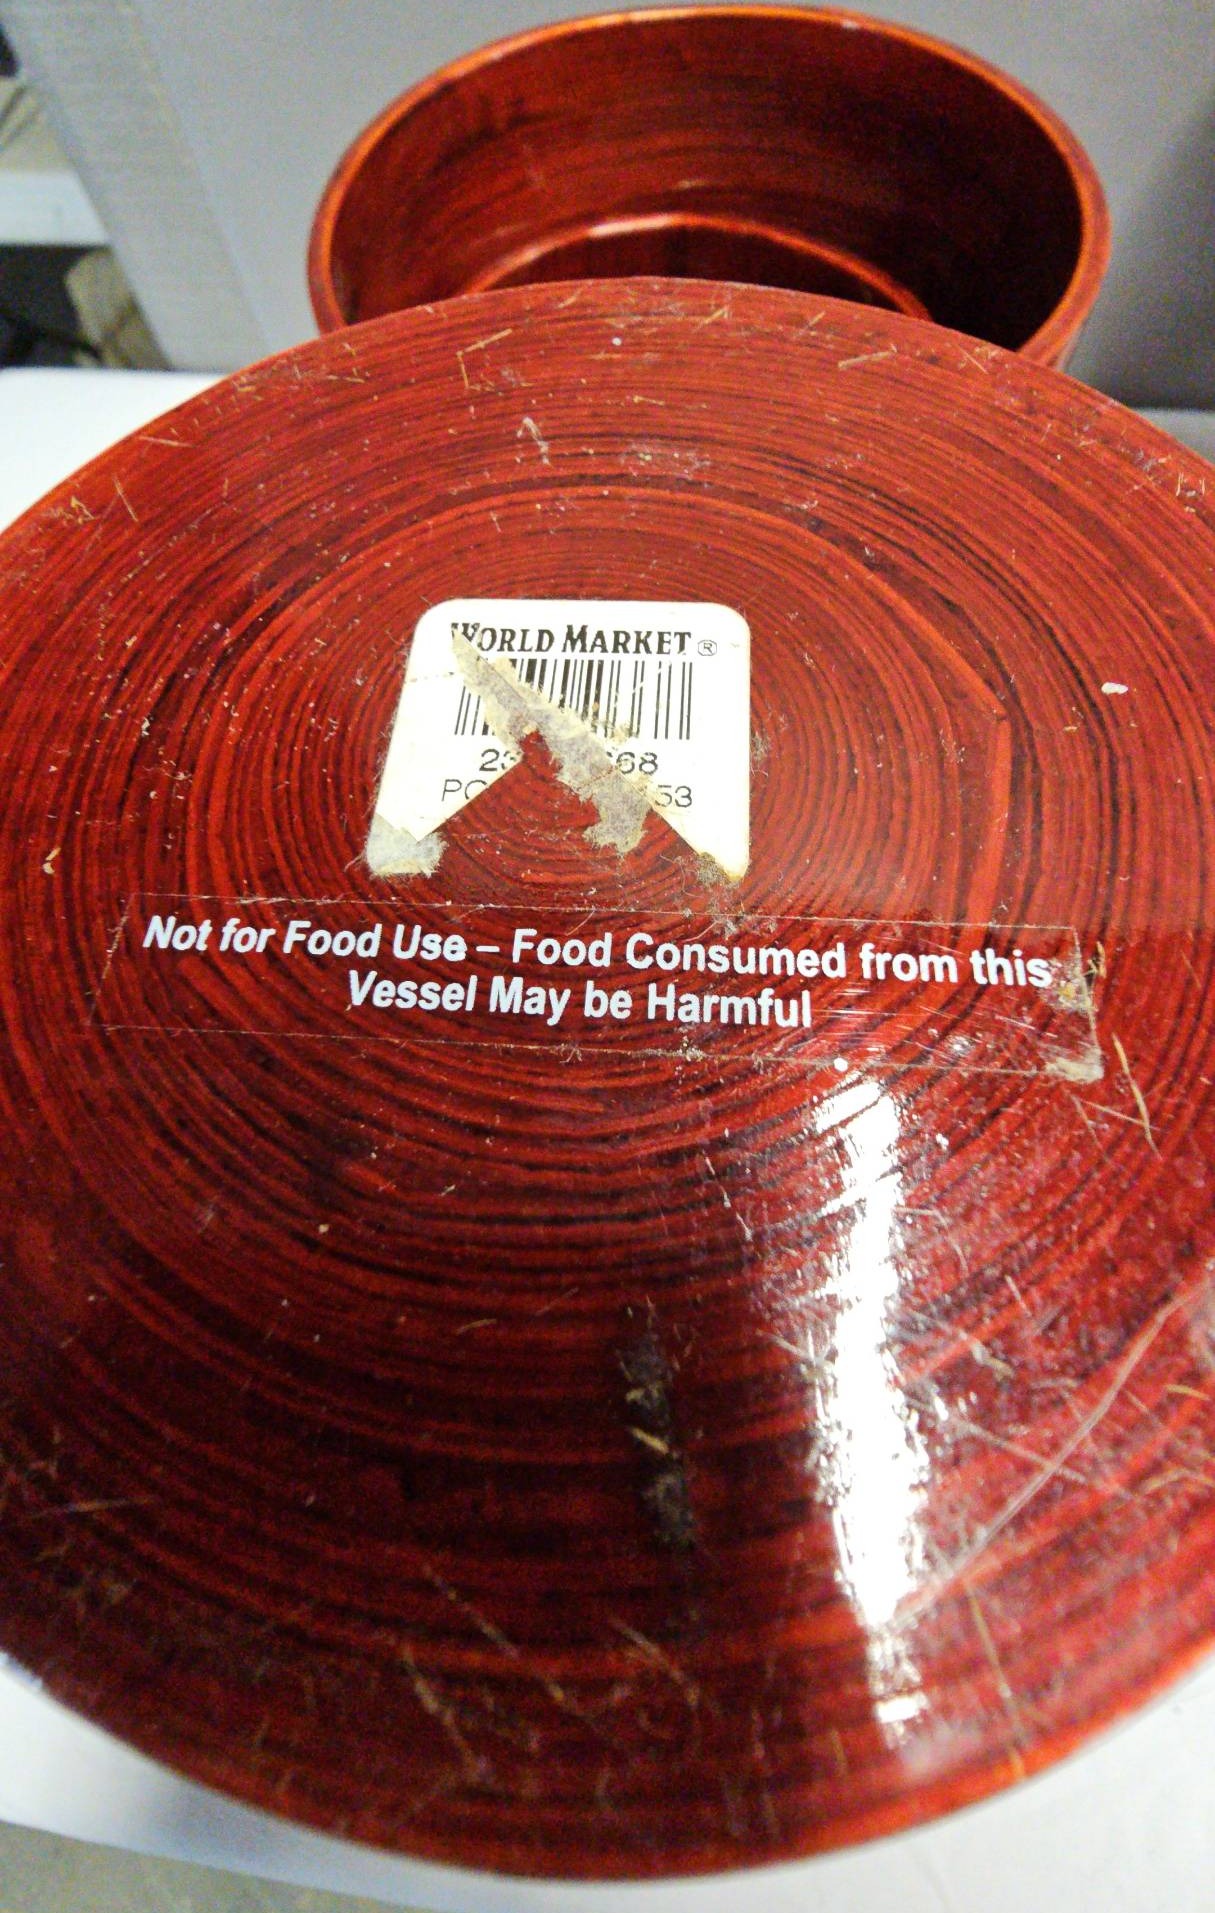 WORLD MARKET ®
Not for Food Use – Food Consumed from this
Vessel May be Harmful